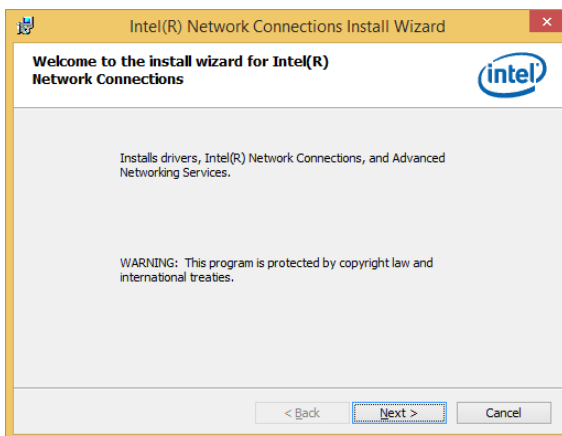 Intel(R) Network Connections Install Wizard
×
Welcome to the install wizard for Intel(R)
Network Connections
intel
Installs drivers, Intel(R) Network Connections, and Advanced
Networking Services.
WARNING: This program is protected by copyright law and
international treaties.
< Back
Next >
Cancel